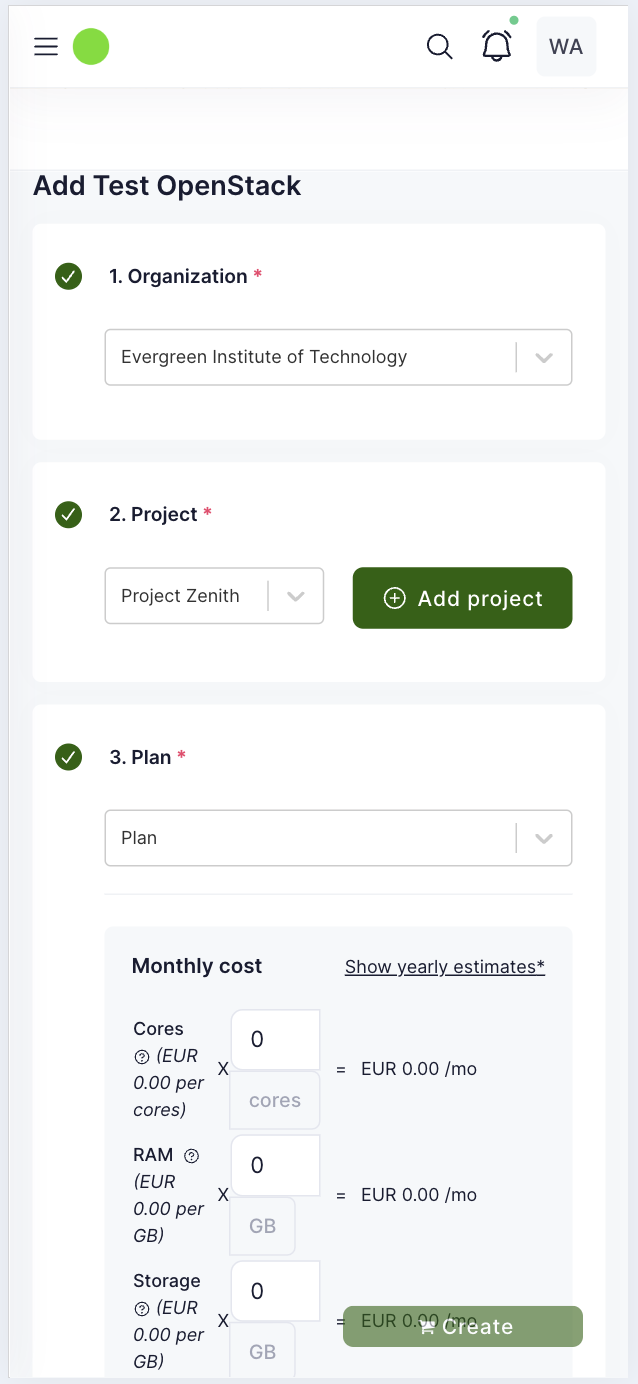 WA
Add Test OpenStack
1. Organization *
Evergreen Institute of Technology
2. Project *
Project Zenith
Add project
3. Plan *
Plan
Monthly cost Show yearly estimates*
Cores
(EUR
0.00 per
cores)
X
0
cores
= EUR 0.00 /mo
RAM
(EUR
0.00 per
GB)
X
0
GB
= EUR 0.00 /mo
Storage
(EUR
0.00 per
GB)
X
0
GB
= EUR 0.00 /mo
Create